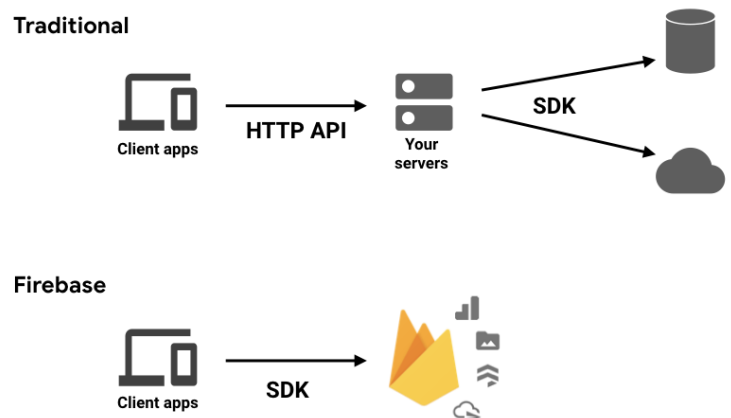 Traditional
Client apps
HTTP API
Your
servers
SDK
Firebase
Client apps
SDK